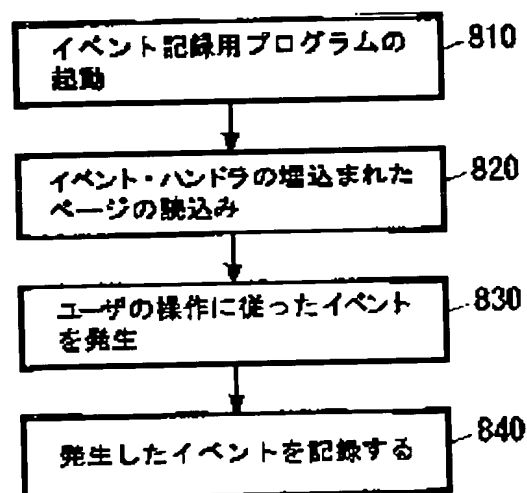 イベント記録用プログラムの
起動
810
イベント・ハンドラの埋込まれた
ページの読込み
820
ユーザの操作に従ったイベント
を発生
830
発生したイベントを記録する
840